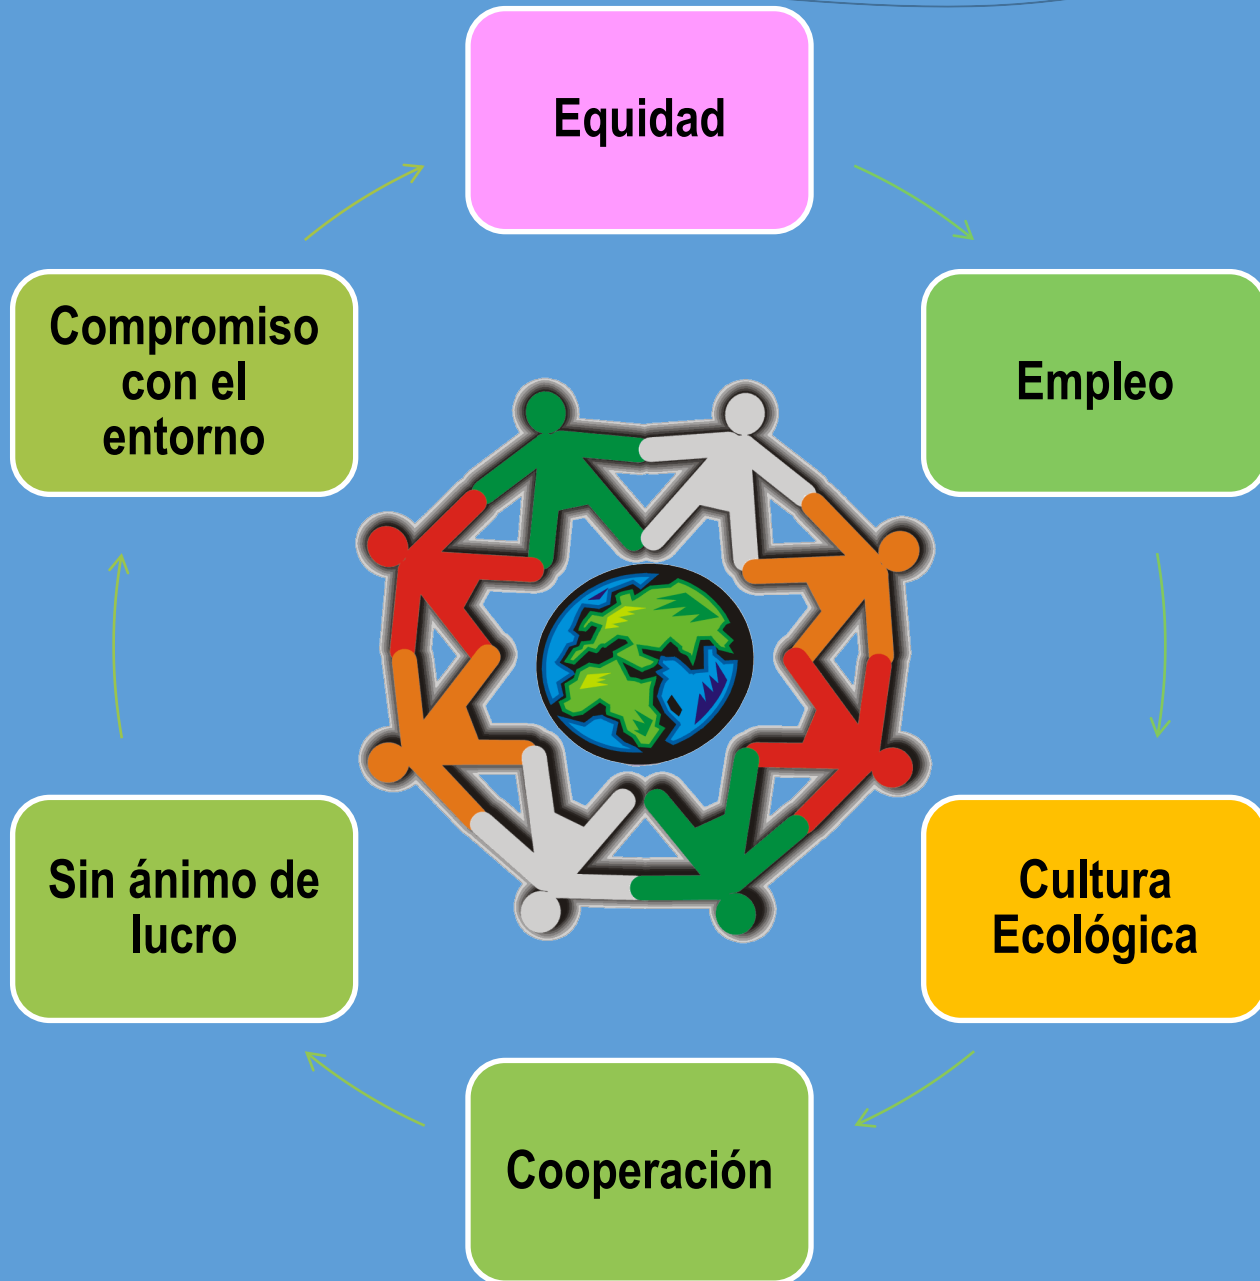 Equidad
Empleo
Cultura
Ecológica
Cooperación
Sin ánimo de
lucro
Compromiso
con el
entorno